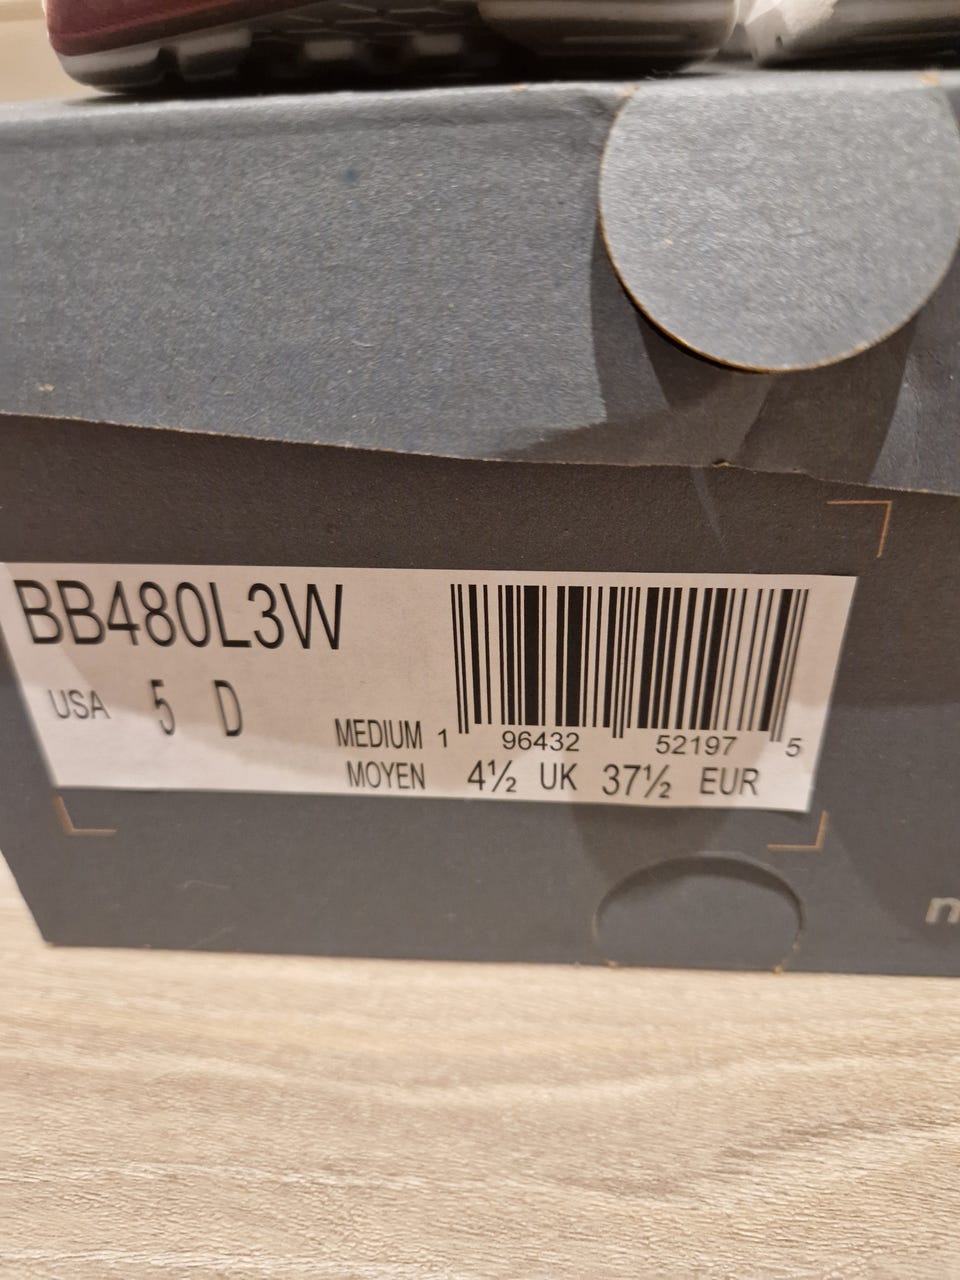 BB480L3W
USA 5 D
MEDIUM
MOYEN
1 96432 52197 5
4½ UK 37½ EUR